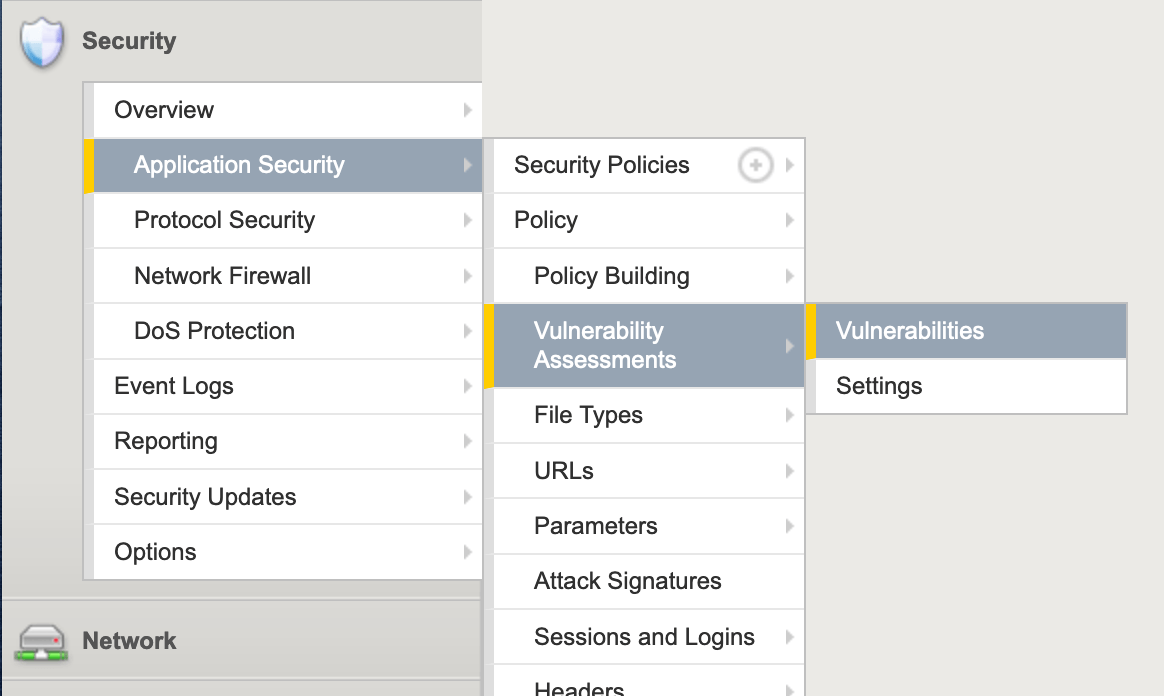 Security
Overview
Application Security
Protocol Security
Network Firewall
DoS Protection
Event Logs
Reporting
Security Updates
Options
Network
Security Policies
Policy
Policy Building
Vulnerability
Assessments
File Types
URLs
Parameters
Attack Signatures
Sessions and Logins
Headers
Vulnerabilities
Settings